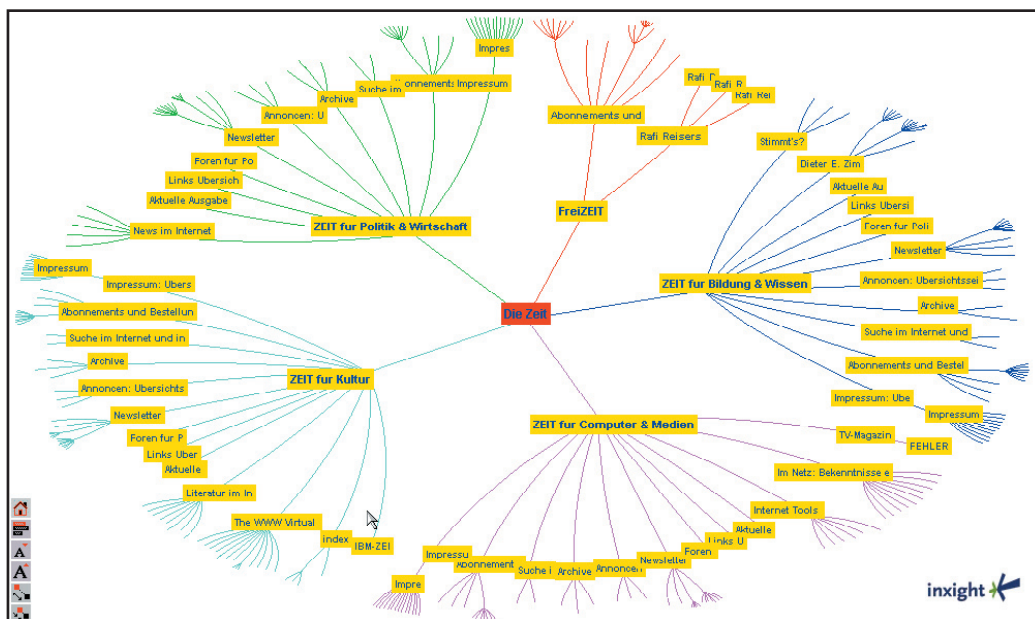 Impres
Abonnements
Impressum
Suche im
Archive
Annoncen: U
Newsletter
Foren fur Po
Links Ubersich
Aktuelle Ausgabe
News im Internet
ZEIT fur Politik & Wirtschaft
Abonnements und
Rafi R
Rafi R
Rafi Rei
Rafi Reisers
FreiZEIT
Stimmt's?
Dieter E. Zim
Aktuelle Au
Links Ubersi
Foren fur Poli
Newsletter
ZEIT fur Bildung & Wissen
Annoncen: Ubersichtssei
Archive
Suche im Internet und
Abonnements und Bestel
Impressum: Ube
Impressum
Die Zeit
Impressum
Impressum: Ubers
Abonnements und Bestellun
Suche im Internet und in
Archive
ZEIT fur Kultur
Annoncen: Ubersichts
Newsletter
Foren fur P
Links Uber
Aktuelle
Literatur im In
The WWW Virtual
index
IBM-ZEI
ZEIT fur Computer & Medien
TV-Magazin
FEHLER
Im Netz: Bekenntnisse e
Internet Tools
Aktuelle
Links U
Foren
Newsletter
Annoncen
Archive
Suche i
Abonnement
Impressu
Impre
A
A
inxight